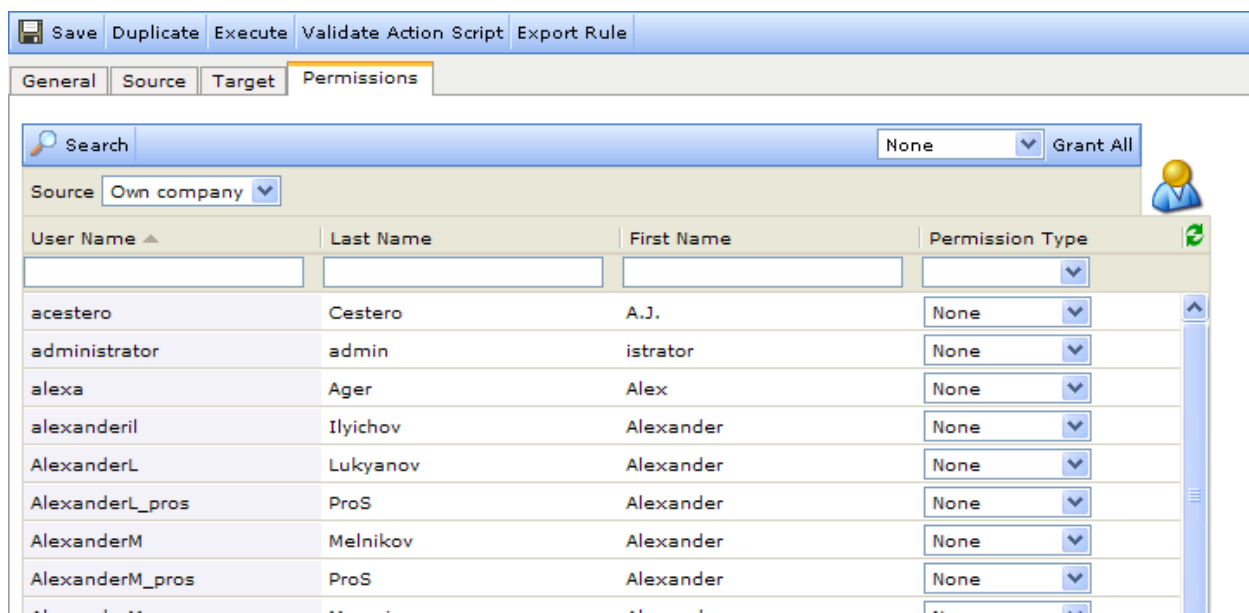 Save Duplicate Execute Validate Action Script Export Rule
General Source Target Permissions
Search None Grant All
Source Own company
User Name Last Name First Name Permission Type
acestero Cestero A.J. None
administrator admin istrator None
alexa Ager Alex None
alexanderil Ilyichov Alexander None
AlexanderL Lukyanov Alexander None
AlexanderL_pros ProS Alexander None
AlexanderM Melnikov Alexander None
AlexanderM_pros ProS Alexander None